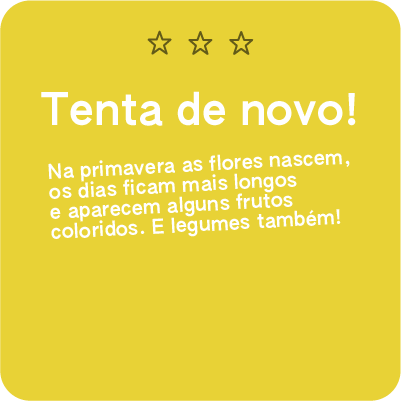 Tenta de novo!
Na primavera as flores nascem,
os dias ficam mais longos
e aparecem alguns frutos
coloridos. E legumes também!